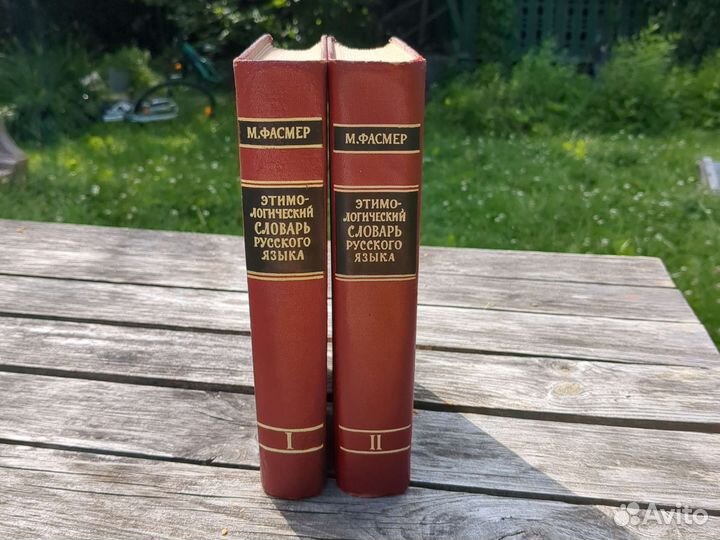 М. ФАСМЕР
ЭТИМО-
ЛОГИЧЕСКИЙ
СЛОВАРЬ
РУССКОГО
ЯЗЫКА
I
М. ФАСМЕР
ЭТИМО-
ЛОГИЧЕСКИЙ
СЛОВАРЬ
РУССКОГО
ЯЗЫКА
II
Avito